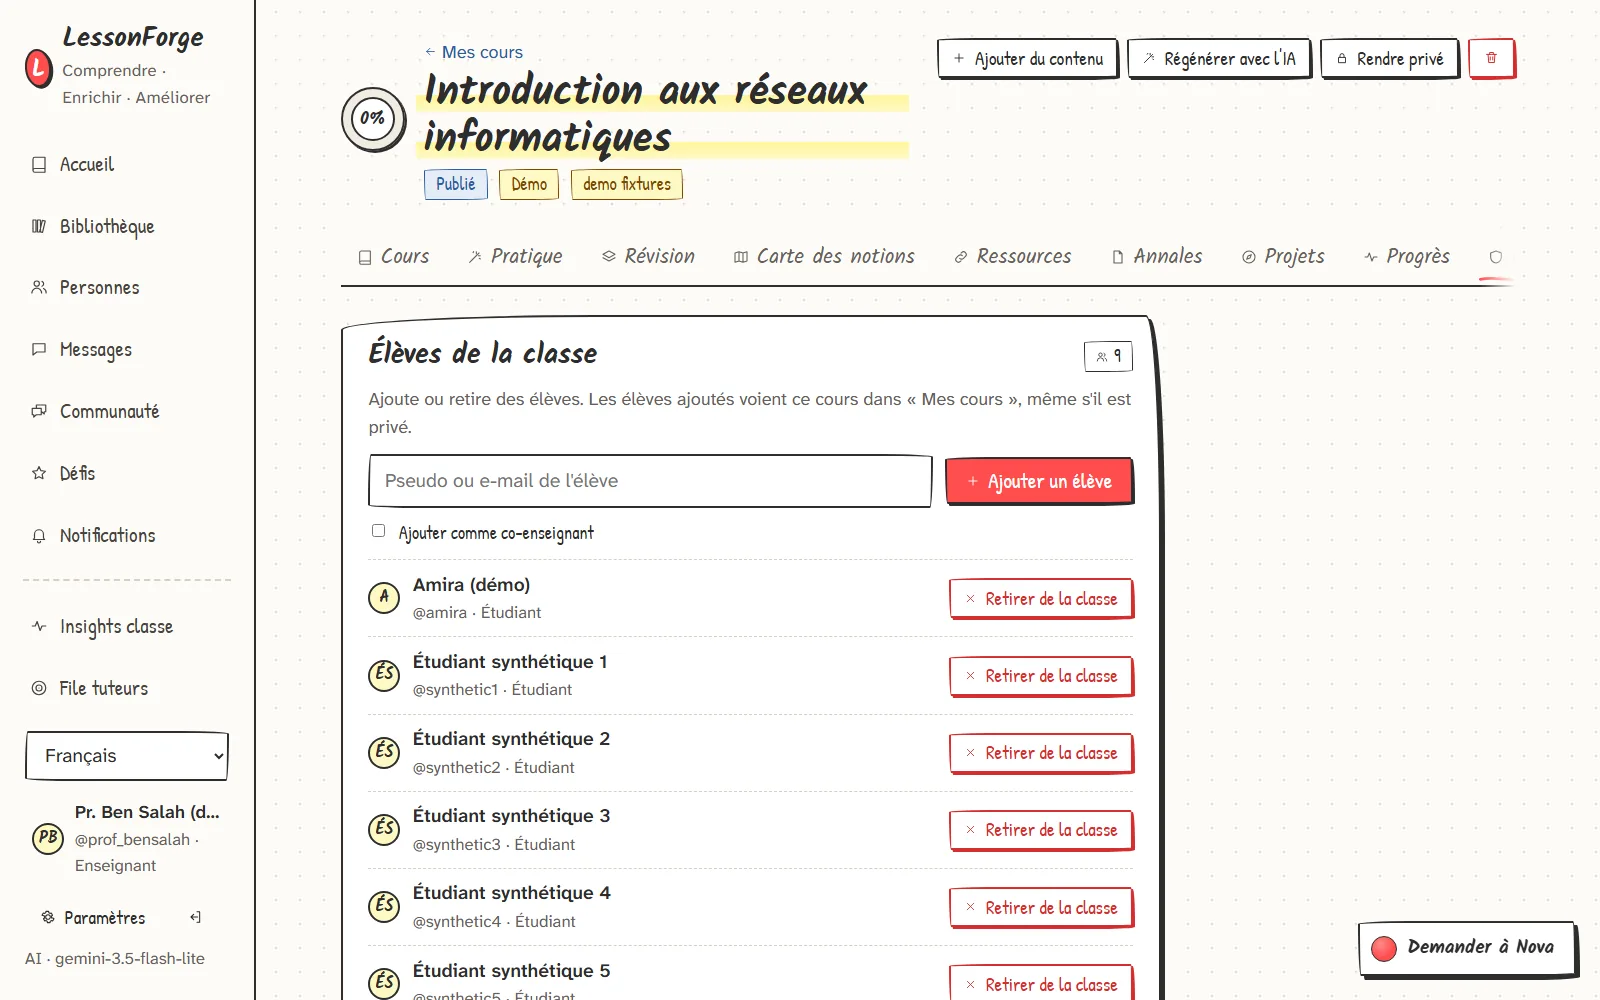 L
LessonForge
Comprendre ·
Enrichir · Améliorer
Accueil
Bibliothèque
Personnes
Messages
Communauté
Défis
Notifications
Insights classe
File tuteurs
Français
PB
Pr. Ben Salah (d...
@prof_bensalah ·
Enseignant
Paramètres
AI · gemini-3.5-flash-lite
← Mes cours
0%
Introduction aux réseaux
informatiques
Publié Démo demo fixtures
+ Ajouter du contenu
Régénérer avec l'IA
Rendre privé
Cours Pratique Révision Carte des notions Ressources Annales Projets Progrès
Élèves de la classe
9
Ajoute ou retire des élèves. Les élèves ajoutés voient ce cours dans « Mes cours », même s'il est
privé.
Pseudo ou e-mail de l'élève
+ Ajouter un élève
Ajouter comme co-enseignant
A
Amira (démo)
@amira · Étudiant
× Retirer de la classe
ÉS
Étudiant synthétique 1
@synthetic1 · Étudiant
× Retirer de la classe
ÉS
Étudiant synthétique 2
@synthetic2 · Étudiant
× Retirer de la classe
ÉS
Étudiant synthétique 3
@synthetic3 · Étudiant
× Retirer de la classe
ÉS
Étudiant synthétique 4
@synthetic4 · Étudiant
× Retirer de la classe
ÉS
Étudiant synthétique 5
@synthetic5 · Étudiant
× Retirer de la classe
Demander à Nova